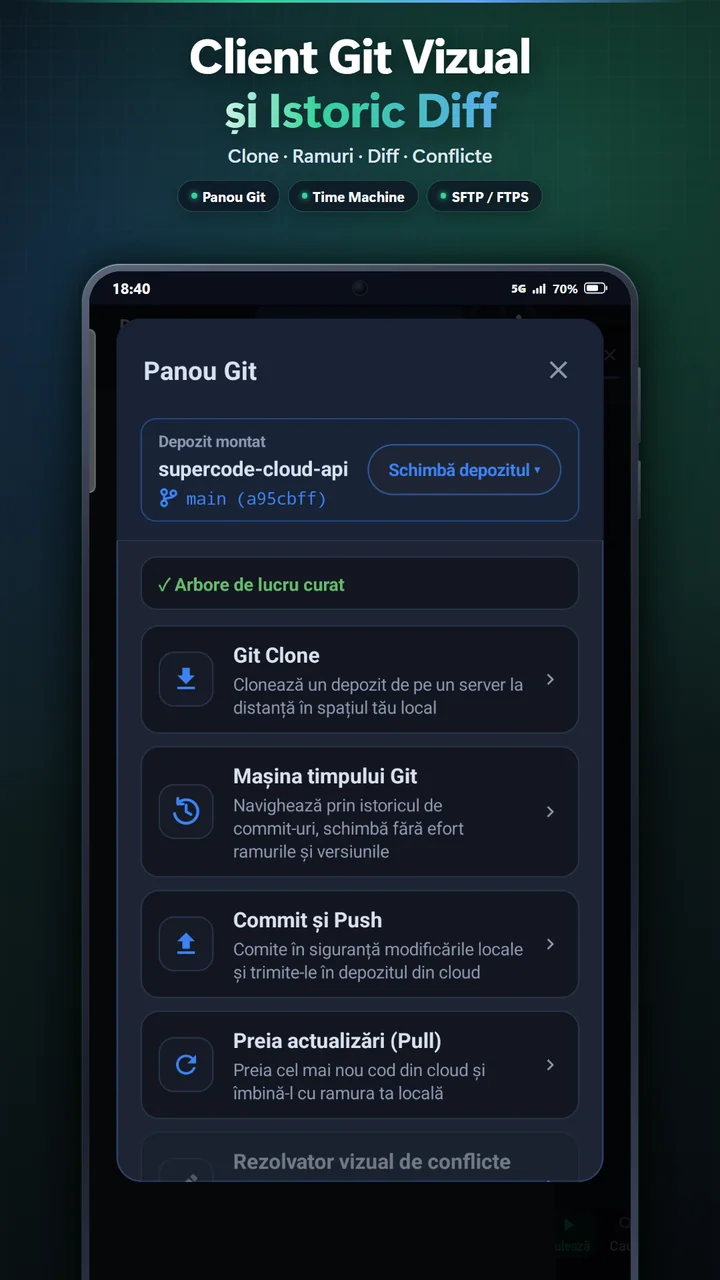 Client Git Vizual
și Istoric Diff
Clone · Ramuri · Diff · Conflicte
Panou Git
Time Machine
SFTP / FTPS
18:40
5G
70%
Panou Git
Depozit montat
supercode-cloud-api
Schimbă depozitul ▾
main (a95cbff)
✓ Arbore de lucru curat
Git Clone
Clonează un depozit de pe un server la
distanță în spațiul tău local
Mașina timpului Git
Navighează prin istoricul de
commit-uri, schimbă fără efort
ramurile și versiunile
Commit și Push
Comite în siguranță modificările locale
și trimite-le în depozitul din cloud
Preia actualizări (Pull)
Preia cel mai nou cod din cloud și
îmbină-l cu ramura ta locală
Rezolvator vizual de conflicte